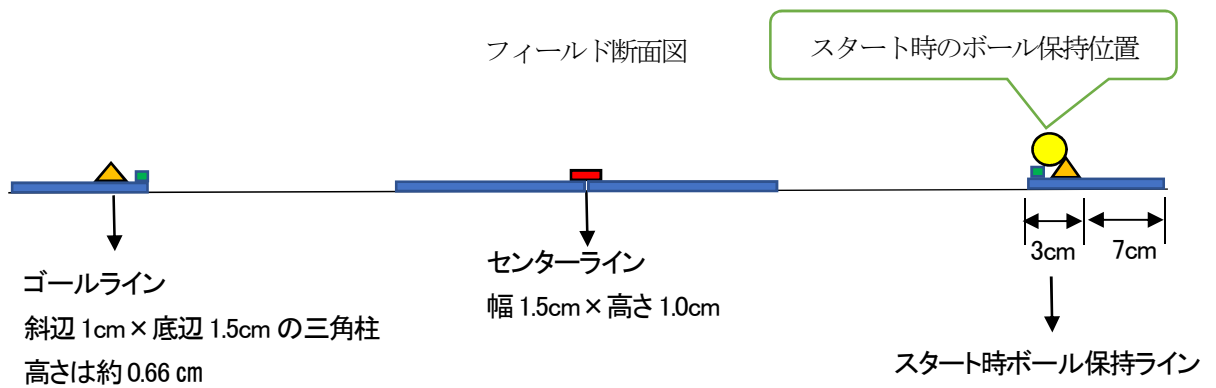 フィールド断面図
スタート時のボール保持位置
3cm
7cm
ゴールライン
斜辺 1cm×底辺 1.5cm の三角柱
高さは約 0.66 cm
センターライン
幅 1.5cm×高さ 1.0cm
スタート時ボール保持ライン